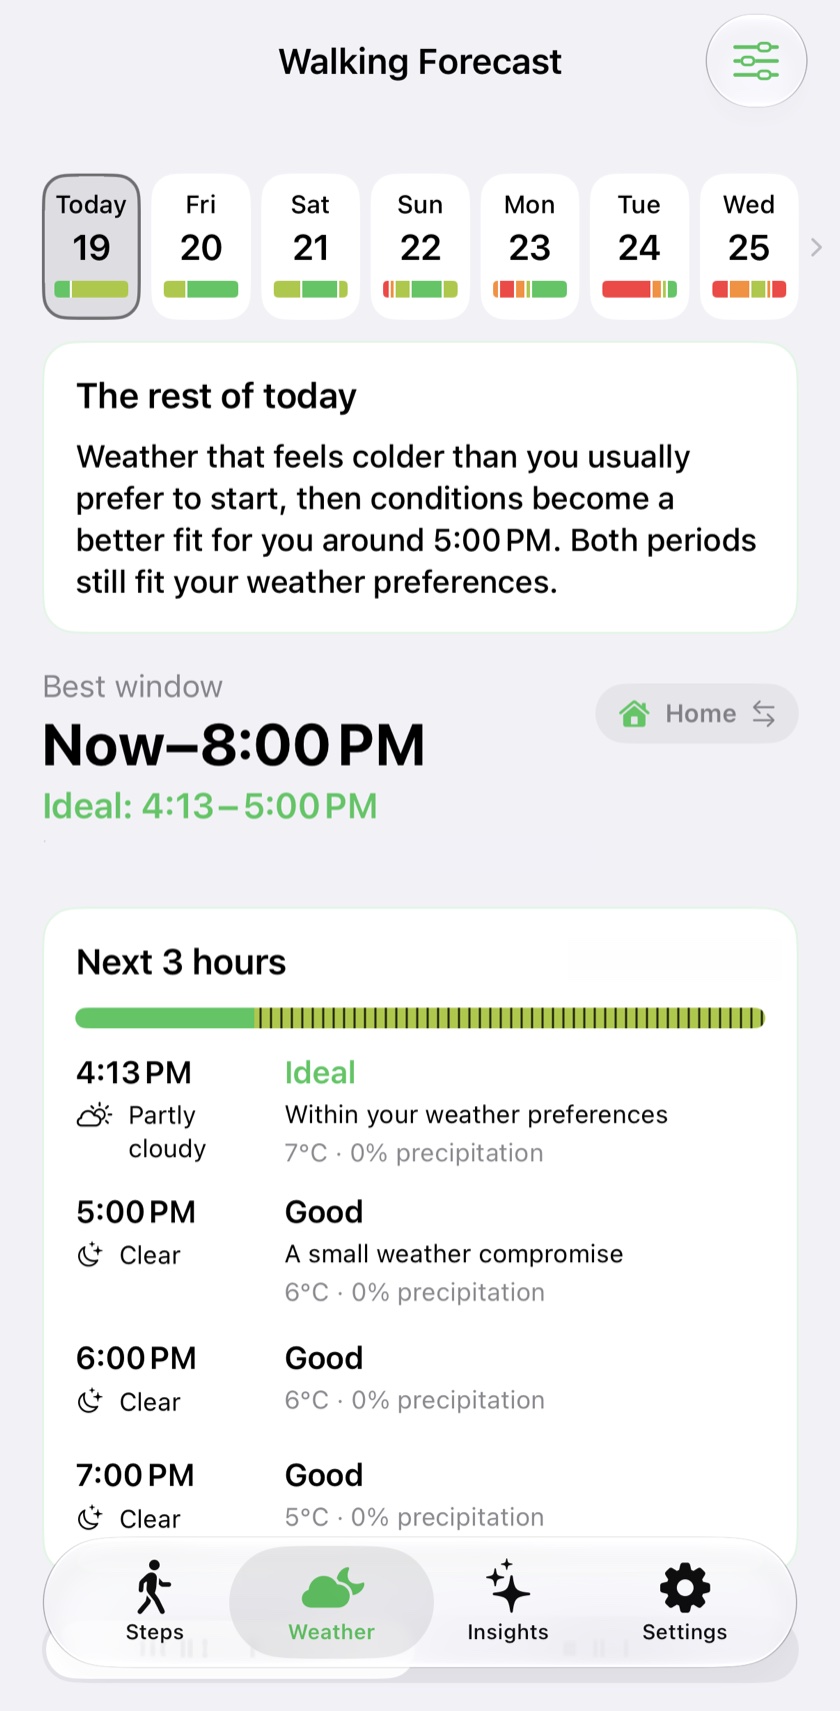 Walking Forecast
Today Fri Sat Sun Mon Tue Wed
19 20 21 22 23 24 25
The rest of today
Weather that feels colder than you usually
prefer to start, then conditions become a
better fit for you around 5:00 PM. Both periods
still fit your weather preferences.
Best window
Now–8:00 PM
Home
Ideal: 4:13 – 5:00 PM
Next 3 hours
4:13 PM Ideal
Partly Within your weather preferences
cloudy 7°C · 0% precipitation
5:00 PM Good
Clear A small weather compromise
6°C · 0% precipitation
6:00 PM Good
Clear 6°C · 0% precipitation
7:00 PM Good
Clear 5°C · 0% precipitation
Steps Weather Insights Settings